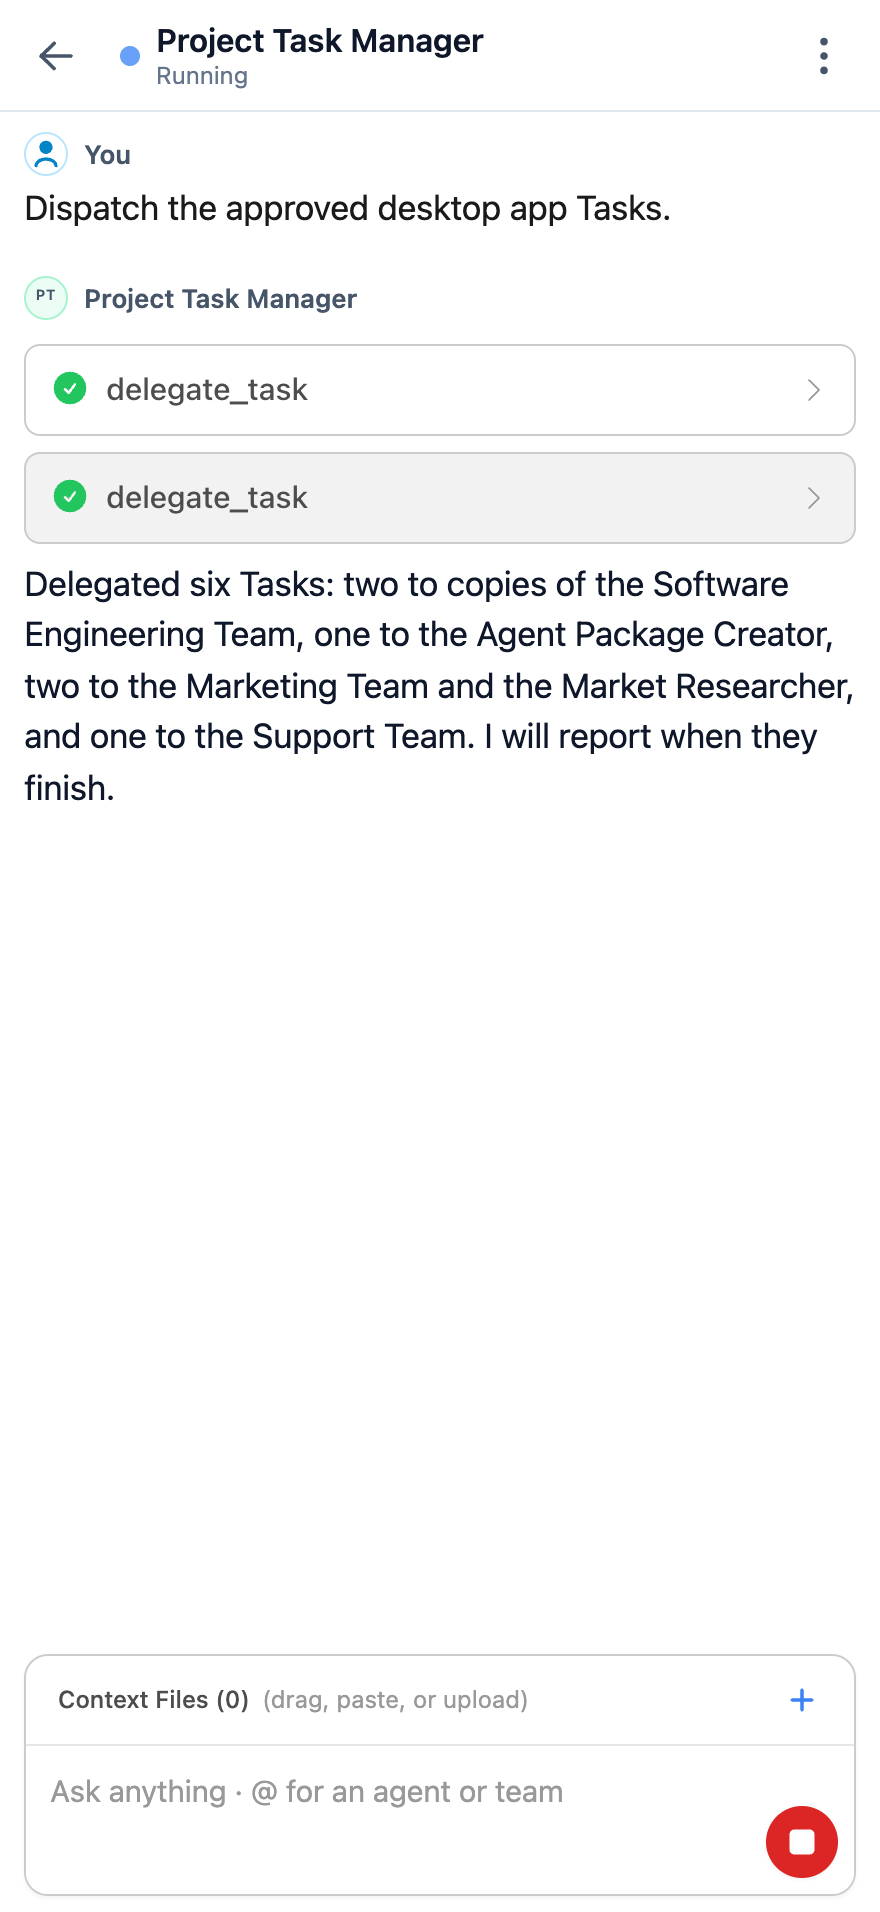 Project Task Manager
Running
You
Dispatch the approved desktop app Tasks.
PT
Project Task Manager
delegate_task
delegate_task
Delegated six Tasks: two to copies of the Software
Engineering Team, one to the Agent Package Creator,
two to the Marketing Team and the Market Researcher,
and one to the Support Team. I will report when they
finish.
Context Files (0) (drag, paste, or upload)
Ask anything · @ for an agent or team